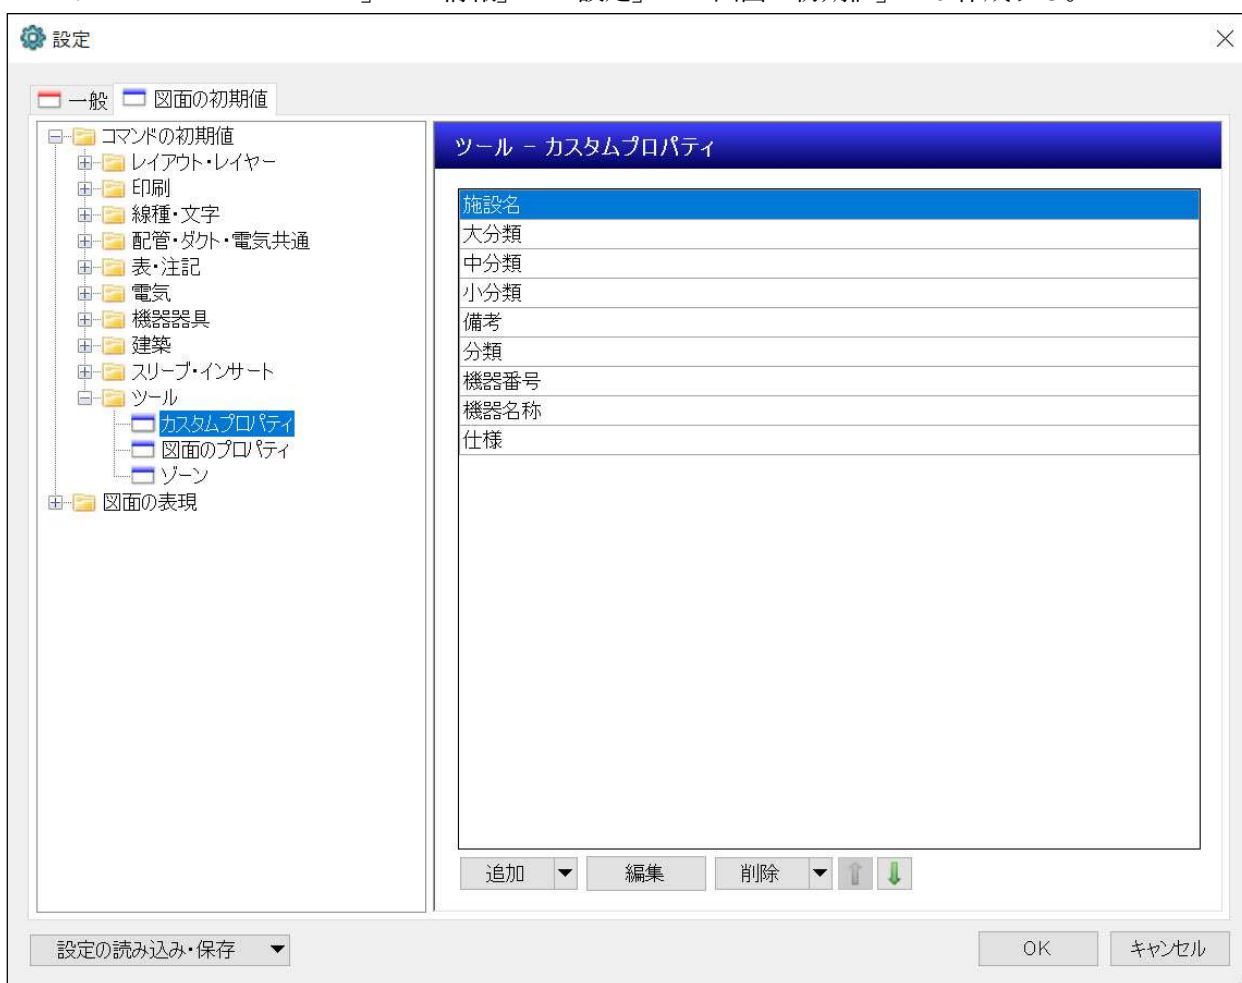 設定
一般 図面の初期値
コマンドの初期値
レイアウト・レイヤー
印刷
線種・文字
配管・ダクト・電気共通
表・注記
電気
機器器具
建築
スリーブ・インサート
ツール
カスタムプロパティ
図面のプロパティ
ゾーン
図面の表現
ツール - カスタムプロパティ
施設名
大分類
中分類
小分類
備考
分類
機器番号
機器名称
仕様
追加 編集 削除
設定の読み込み・保存 OK キャンセル